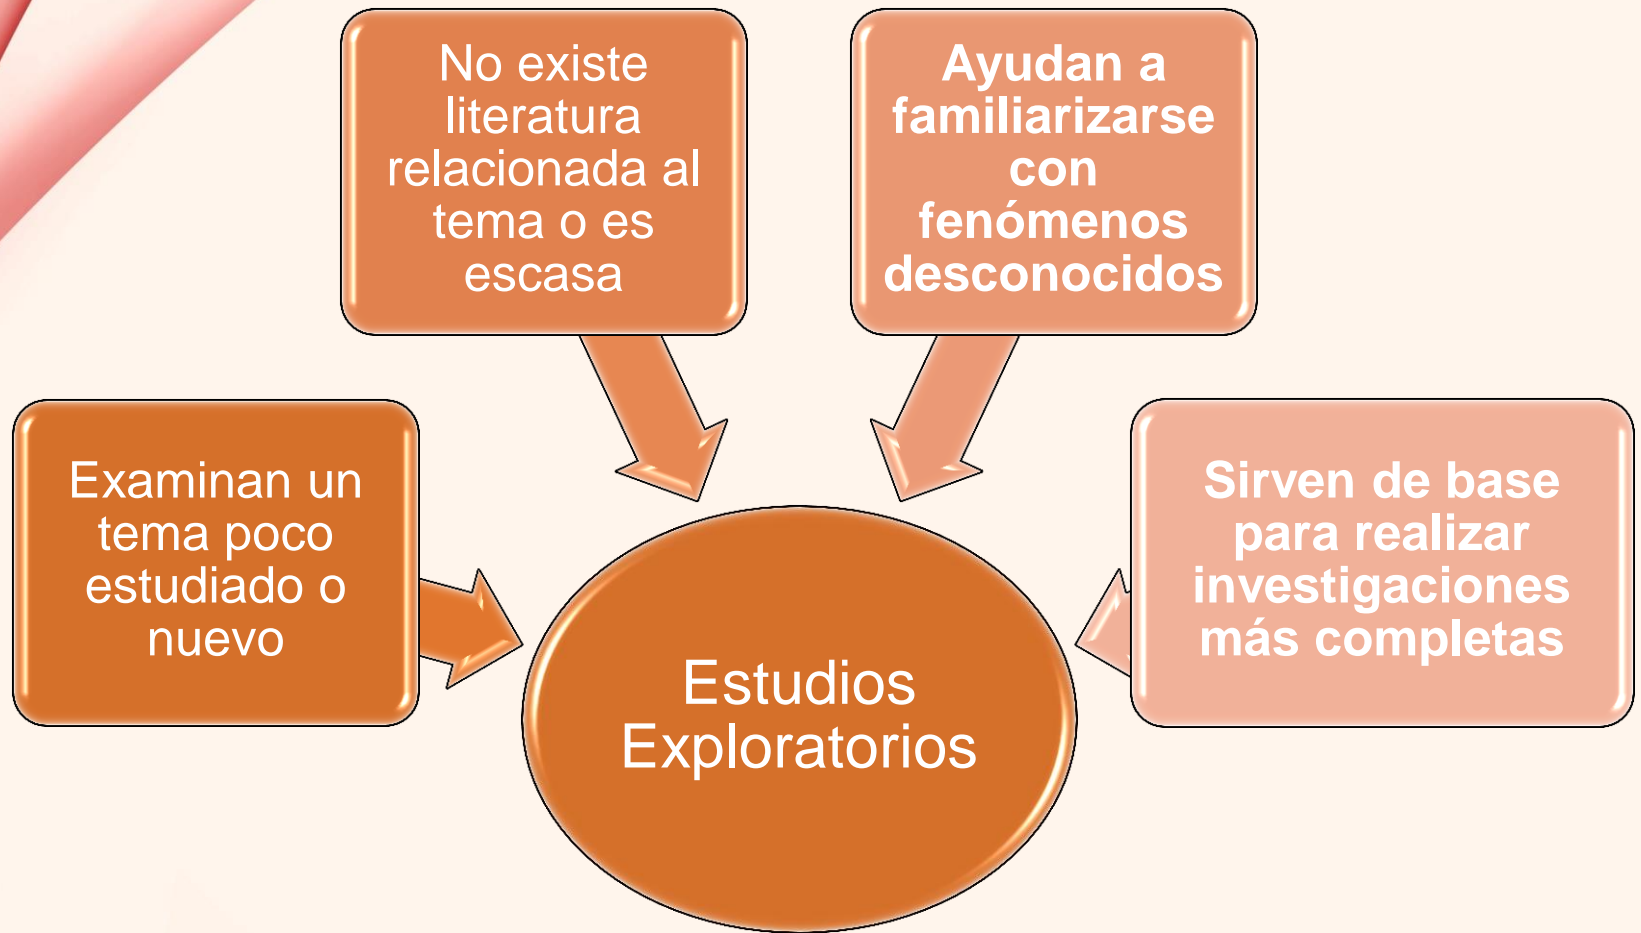 No existe
literatura
relacionada al
tema o es
escasa
Ayudan a
familiarizarse
con
fenómenos
desconocidos
Examinan un
tema poco
estudiado o
nuevo
Sirven de base
para realizar
investigaciones
más completas
Estudios
Exploratorios